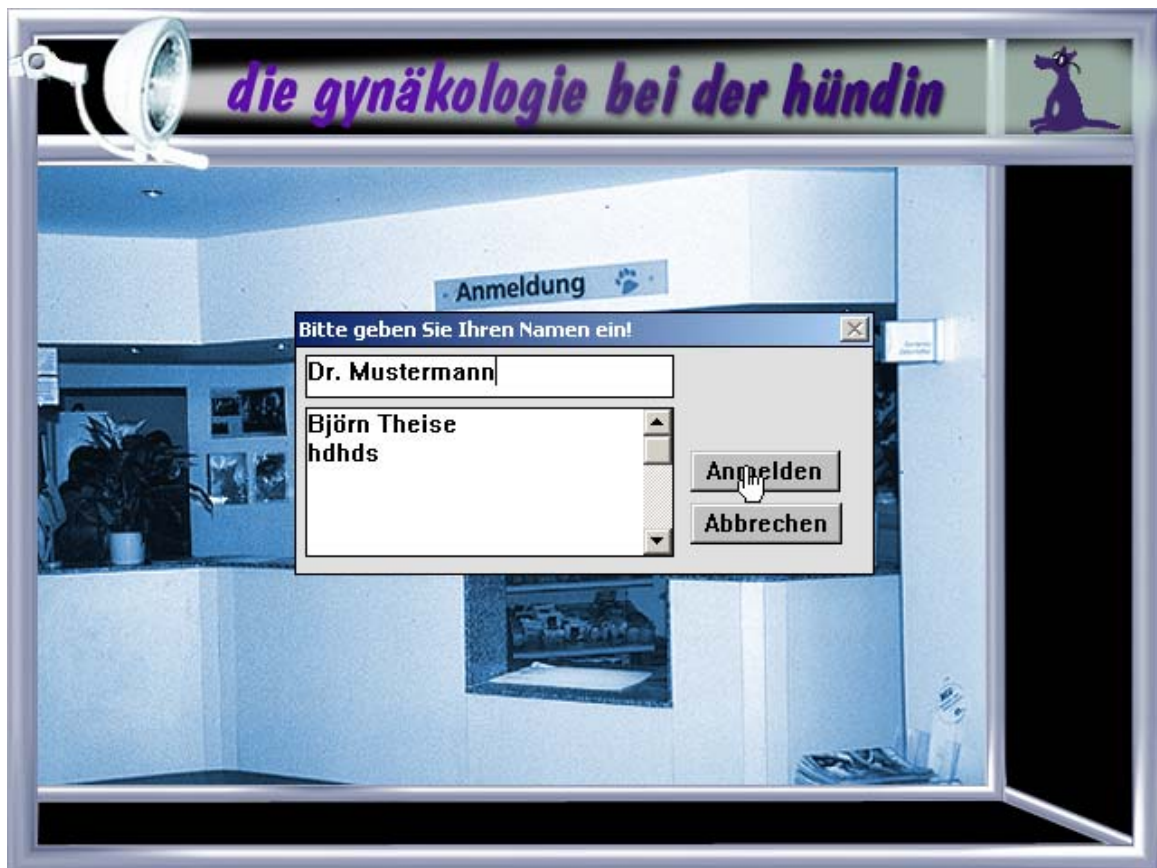 die gynäkologie bei der hündin
Anmeldung
Bitte geben Sie Ihren Namen ein!
Dr. Mustermann
Björn Theise
hdhds
Anmelden
Abbrechen